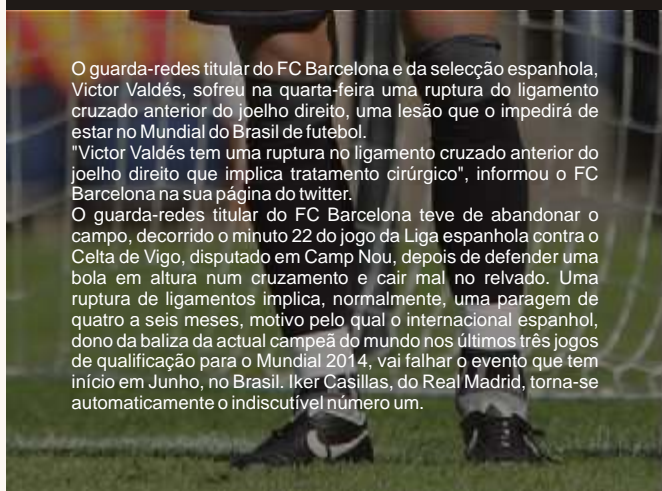 O guarda-redes titular do FC Barcelona e da selecção espanhola,
Victor Valdés, sofreu na quarta-feira uma ruptura do ligamento
cruzado anterior do joelho direito, uma lesão que o impedirá de
estar no Mundial do Brasil de futebol.
"Victor Valdés tem uma ruptura no ligamento cruzado anterior do
joelho direito que implica tratamento cirúrgico", informou o FC
Barcelona na sua página do twitter.
O guarda-redes titular do FC Barcelona teve de abandonar o
campo, decorrido o minuto 22 do jogo da Liga espanhola contra o
Celta de Vigo, disputado em Camp Nou, depois de defender uma
bola em altura num cruzamento e cair mal no relvado. Uma
ruptura de ligamentos implica, normalmente, uma paragem de
quatro a seis meses, motivo pelo qual o internacional espanhol,
dono da baliza da actual campeã do mundo nos últimos três jogos
de qualificação para o Mundial 2014, vai falhar o evento que tem
início em Junho, no Brasil. Iker Casillas, do Real Madrid, torna-se
automaticamente o indiscutível número um.